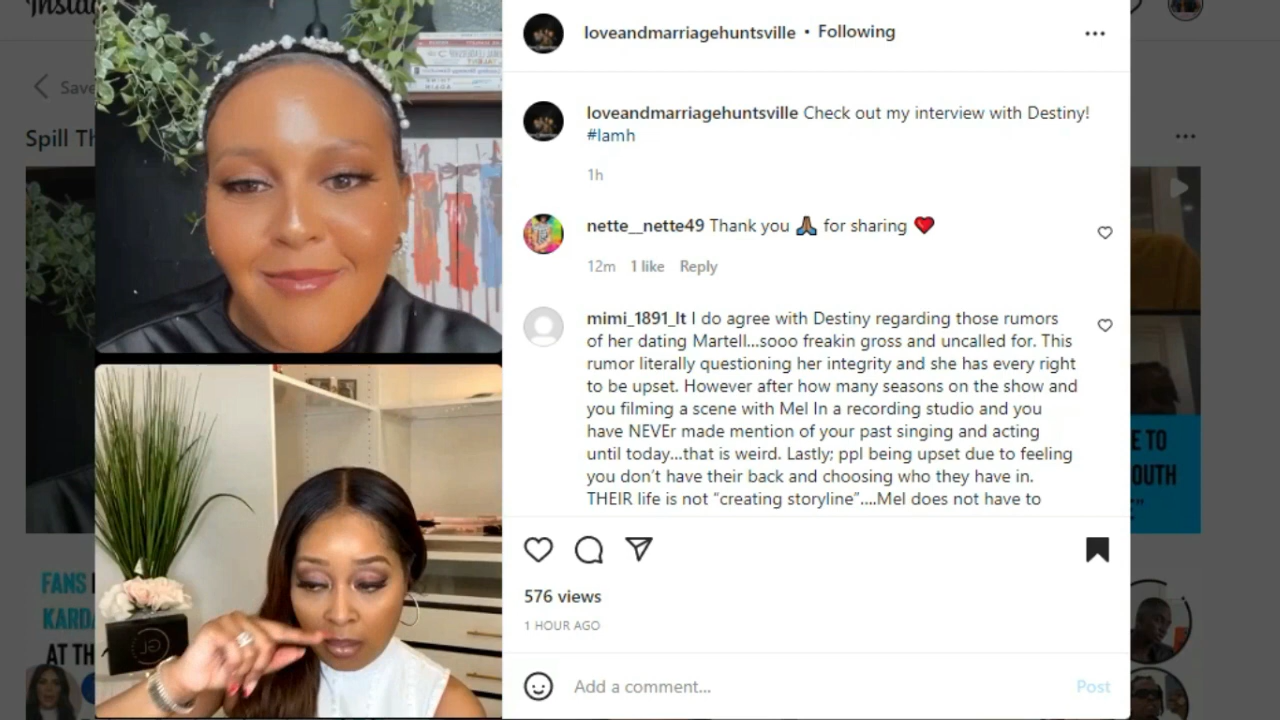 Insta
loveandmarriagehuntsville • Following
Save
loveandmarriagehuntsville Check out my interview with Destiny!
#lamh
Spill Th
1h
nette__nette49 Thank you 🙏🏾 for sharing ❤️
12m 1 like Reply
mimi_1891_lt I do agree with Destiny regarding those rumors
of her dating Martell...sooo freakin gross and uncalled for. This
rumor literally questioning her integrity and she has every right
to be upset. However after how many seasons on the show and
you filming a scene with Mel In a recording studio and you
have NEVEr made mention of your past singing and acting
until today...that is weird. Lastly; ppl being upset due to feeling
you don’t have their back and choosing who they have in.
THEIR life is not “creating storyline”....Mel does not have to
E TO
OUTH
E”
576 views
1 HOUR AGO
FANS
KARDA
AT TH
GL
Add a comment...
Post